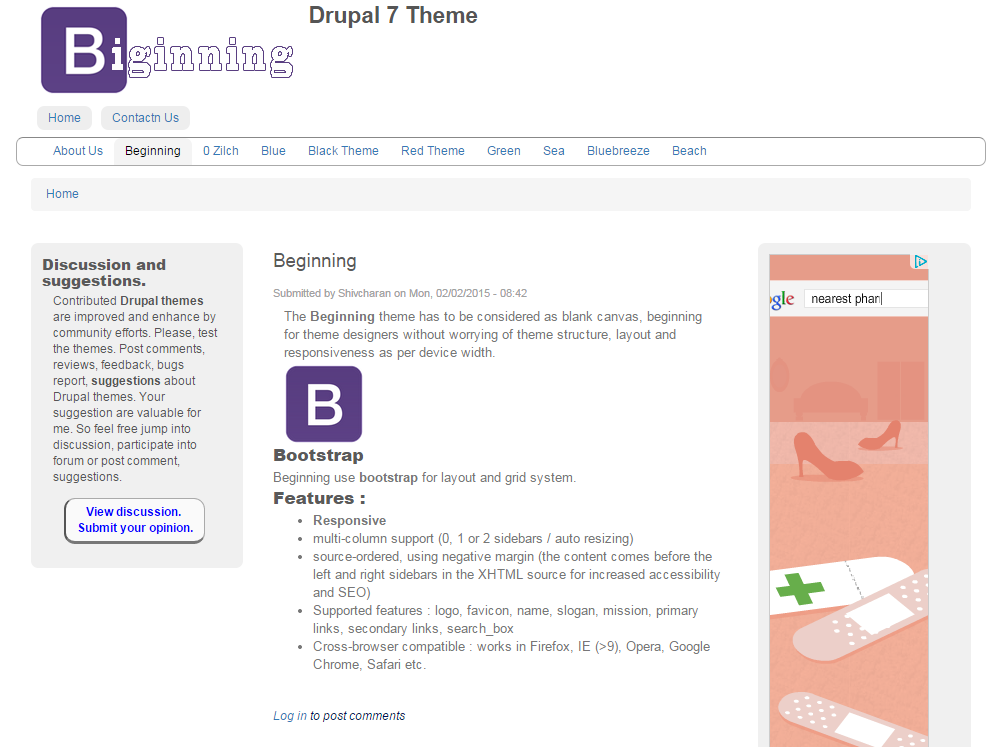 Biginning
Drupal 7 Theme
Home Contactn Us
About Us Beginning 0 Zilch Blue Black Theme Red Theme Green Sea Bluebreeze Beach
Home
Discussion and
suggestions.
Contributed Drupal themes
are improved and enhance by
community efforts. Please, test
the themes. Post comments,
reviews, feedback, bugs
report, suggestions about
Drupal themes. Your
suggestion are valuable for
me. So feel free jump into
discussion, participate into
forum or post comment,
suggestions.
View discussion.
Submit your opinion.
Beginning
Submitted by Shivcharan on Mon, 02/02/2015 - 08:42
The Beginning theme has to be considered as blank canvas, beginning
for theme designers without worrying of theme structure, layout and
responsiveness as per device width.
B
Bootstrap
Beginning use bootstrap for layout and grid system.
Features :
• Responsive
• multi-column support (0, 1 or 2 sidebars / auto resizing)
• source-ordered, using negative margin (the content comes before the
left and right sidebars in the XHTML source for increased accessibility
and SEO)
• Supported features : logo, favicon, name, slogan, mission, primary
links, secondary links, search_box
• Cross-browser compatible : works in Firefox, IE (>9), Opera, Google
Chrome, Safari etc.
Log in to post comments
ogle nearest phar